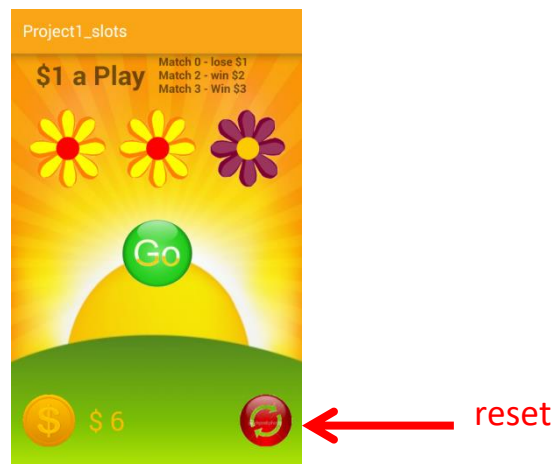 Project1_slots
$1 a Play
Match 0 - lose $1
Match 2 - win $2
Match 3 - Win $3
Go
$
$ 6
reset